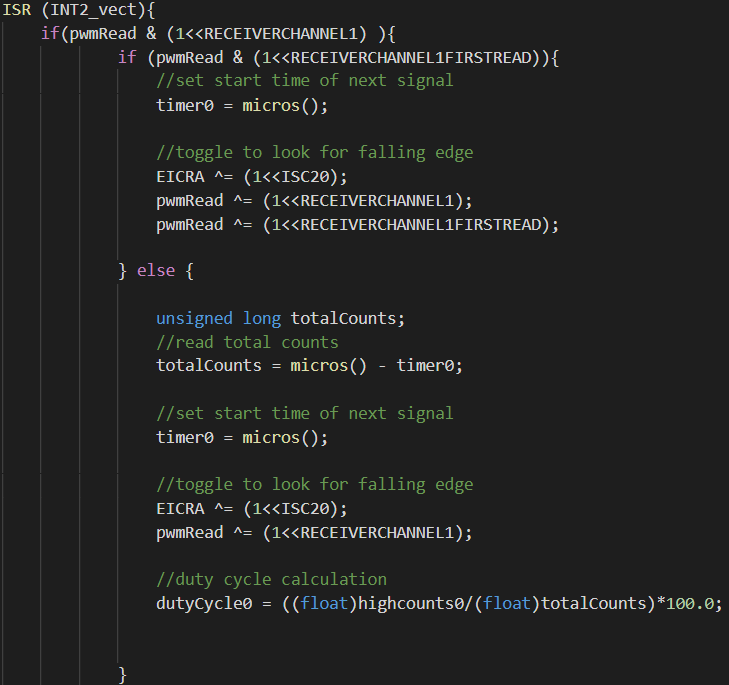 ISR (INT2_vect){
if(pwmRead & (1<<RECEIVERCHANNEL1) ){
if (pwmRead & (1<<RECEIVERCHANNEL1FIRSTREAD)){
//set start time of next signal
timer0 = micros();
//toggle to look for falling edge
EICRA ^= (1<<ISC20);
pwmRead ^= (1<<RECEIVERCHANNEL1);
pwmRead ^= (1<<RECEIVERCHANNEL1FIRSTREAD);
} else {
unsigned long totalCounts;
//read total counts
totalCounts = micros() - timer0;
//set start time of next signal
timer0 = micros();
//toggle to look for falling edge
EICRA ^= (1<<ISC20);
pwmRead ^= (1<<RECEIVERCHANNEL1);
//duty cycle calculation
dutyCycle0 = ((float)highcounts0/(float)totalCounts)*100.0;
}